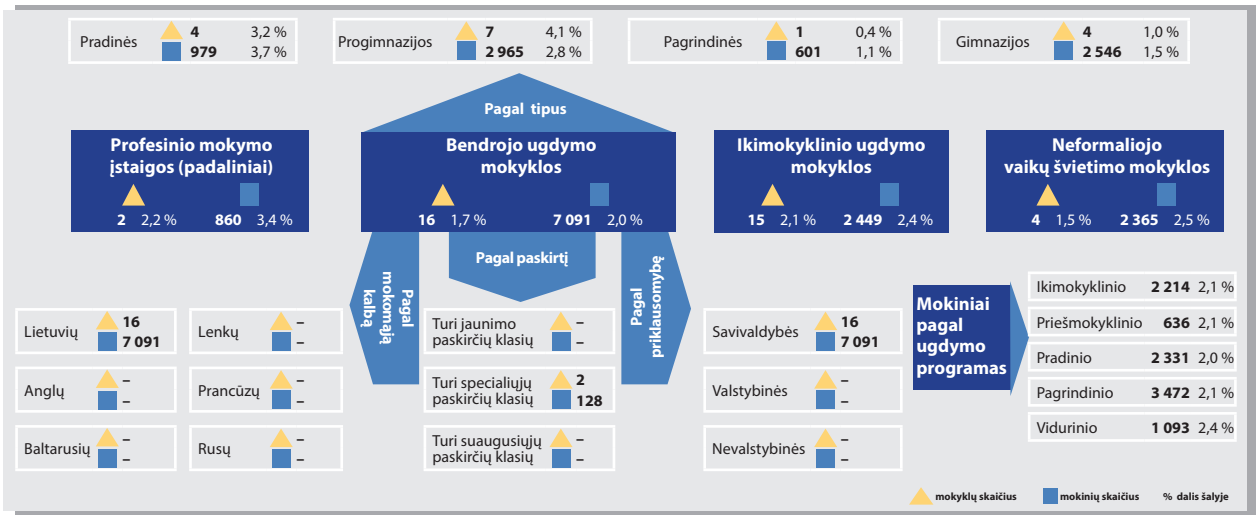 Pradinės
4 3,2 %
979 3,7 %
Progimnazijos
7 4,1 %
2 965 2,8 %
Pagrindinės
1 0,4 %
601 1,1 %
Gimnazijos
4 1,0 %
2 546 1,5 %
Pagal tipus
Profesinio mokymo
įstaigos (padaliniai)
2 2,2 % 860 3,4 %
Bendrojo ugdymo
mokyklos
16 1,7 % 7 091 2,0 %
Ikimokyklinio ugdymo
mokyklos
15 2,1 % 2 449 2,4 %
Neformaliojo
vaikų švietimo mokyklos
4 1,5 % 2 365 2,5 %
Pagal
mokomąją
kalbą
Pagal paskirtį
Pagal
priklausomybę
Lietuvių
16
7 091
Lenkų
–
–
Anglų
–
–
Prancūzų
–
–
Baltarusių
–
–
Rusų
–
–
Turi jaunimo
paskirčių klasių
–
–
Turi specialiųjų
paskirčių klasių
2
128
Turi suaugusiųjų
paskirčių klasių
–
–
Savivaldybės
16
7 091
Valstybinės
–
–
Nevalstybinės
–
–
Mokiniai
pagal
ugdymo
programas
Ikimokyklinio 2 214 2,1 %
Priešmokyklinio 636 2,1 %
Pradinio 2 331 2,0 %
Pagrindinio 3 472 2,1 %
Vidurinio 1 093 2,4 %
mokyklų skaičius mokinių skaičius % dalis šalyje